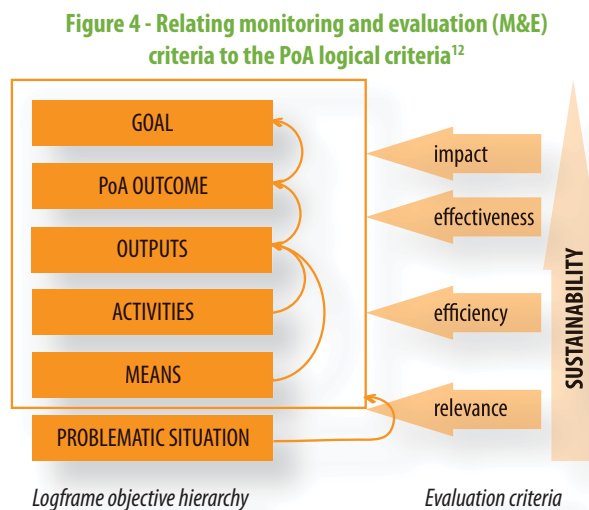 Figure 4 - Relating monitoring and evaluation (M&E)
criteria to the PoA logical criteria¹²
GOAL
PoA OUTCOME
OUTPUTS
ACTIVITIES
MEANS
PROBLEMATIC SITUATION
impact
effectiveness
efficiency
relevance
SUSTAINABILITY
Logframe objective hierarchy
Evaluation criteria